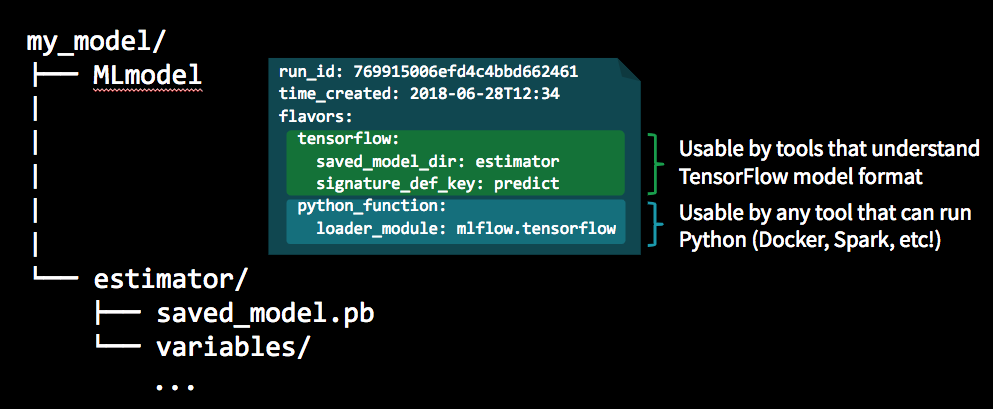 my_model/
├── MLmodel
run_id: 769915006efd4c4bbd662461
time_created: 2018-06-28T12:34
flavors:
tensorflow:
saved_model_dir: estimator
signature_def_key: predict
python_function:
loader_module: mlflow.tensorflow
Usable by tools that understand
TensorFlow model format
Usable by any tool that can run
Python (Docker, Spark, etc!)
└── estimator/
├── saved_model.pb
└── variables/
...